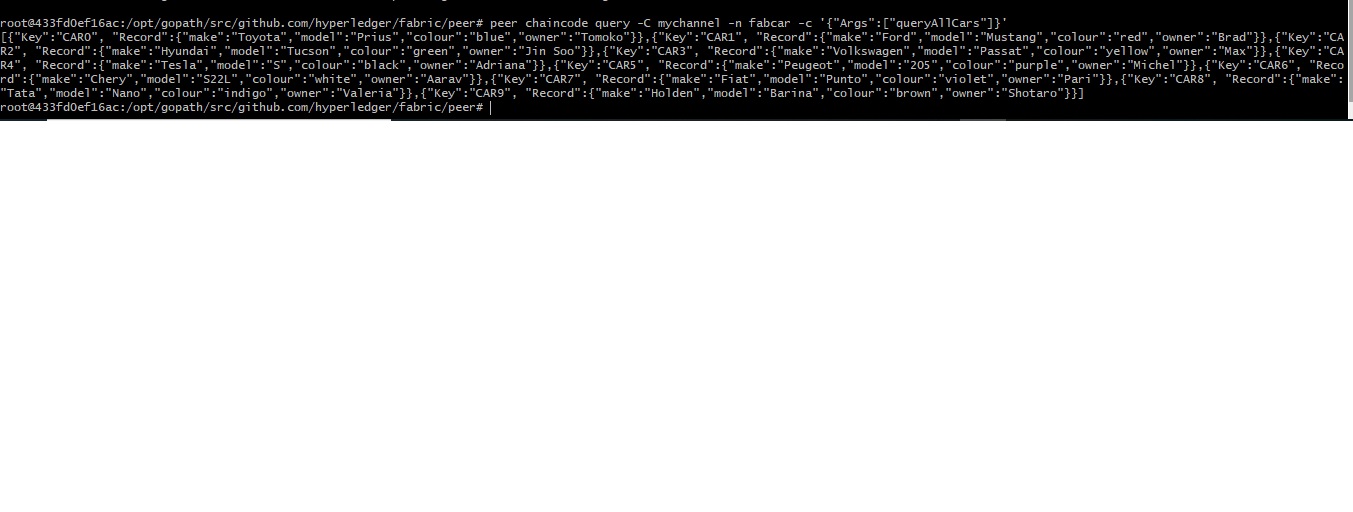 root@433fd0ef16ac:/opt/gopath/src/github.com/hyperledger/fabric/peer# peer chaincode query -C mychannel -n fabcar -c '{"Args":["queryAllCars"]}'
[{"Key":"CAR0", "Record":{"make":"Toyota","model":"Prius","colour":"blue","owner":"Tomoko"}},{"Key":"CAR1", "Record":{"make":"Ford","model":"Mustang","colour":"red","owner":"Brad"}},{"Key":"CA
R2", "Record":{"make":"Hyundai","model":"Tucson","colour":"green","owner":"Jin Soo"}},{"Key":"CAR3", "Record":{"make":"Volkswagen","model":"Passat","colour":"yellow","owner":"Max"}},{"Key":"CA
R4", "Record":{"make":"Tesla","model":"S","colour":"black","owner":"Adriana"}},{"Key":"CAR5", "Record":{"make":"Peugeot","model":"205","colour":"purple","owner":"Michel"}},{"Key":"CAR6", "Reco
rd":{"make":"Chery","model":"S22L","colour":"white","owner":"Aarav"}},{"Key":"CAR7", "Record":{"make":"Fiat","model":"Punto","colour":"violet","owner":"Pari"}},{"Key":"CAR8", "Record":{"make":
"Tata","model":"Nano","colour":"indigo","owner":"Valeria"}},{"Key":"CAR9", "Record":{"make":"Holden","model":"Barina","colour":"brown","owner":"Shotaro"}}]
root@433fd0ef16ac:/opt/gopath/src/github.com/hyperledger/fabric/peer#